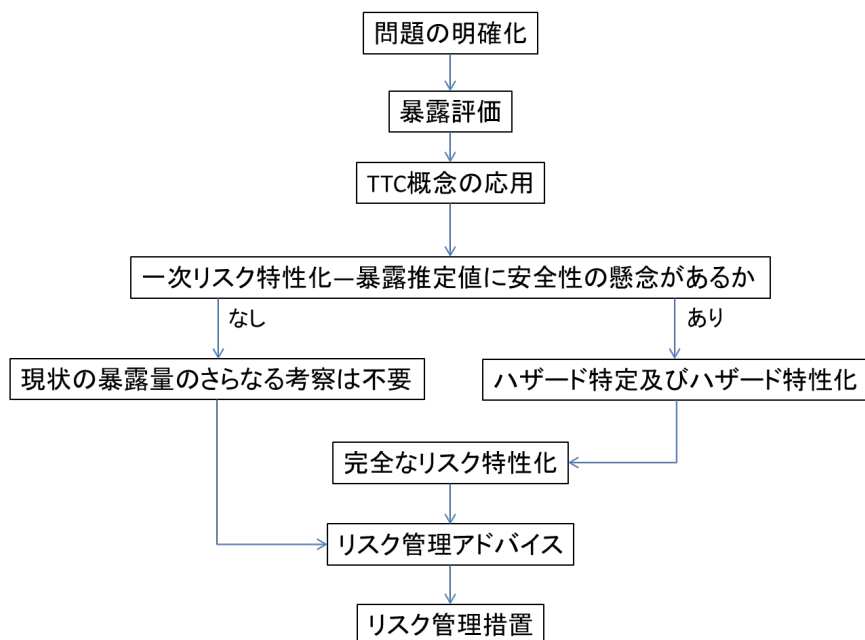 問題の明確化
暴露評価
TTC概念の応用
一次リスク特性化―暴露推定値に安全性の懸念があるか
なし
あり
現状の暴露量のさらなる考察は不要
ハザード特定及びハザード特性化
完全なリスク特性化
リスク管理アドバイス
リスク管理措置